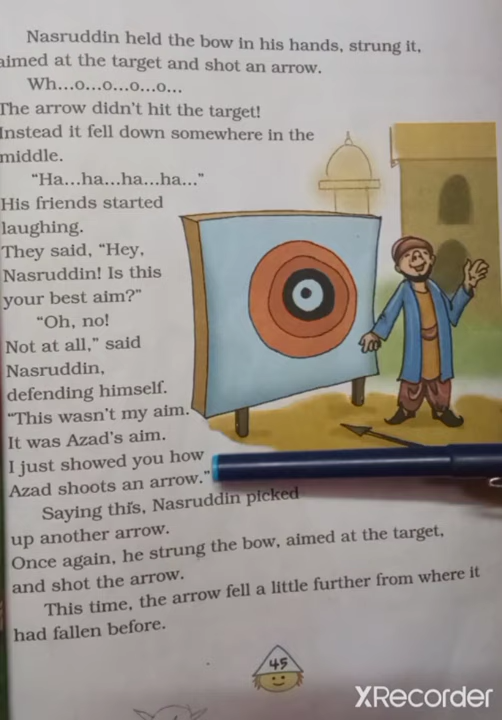 Nasruddin held the bow in his hands, strung it,
aimed at the target and shot an arrow.
Wh...o...o...o...o...
The arrow didn't hit the target!
Instead it fell down somewhere in the
middle.
"Ha...ha...ha...ha..."
His friends started
laughing.
They said, "Hey,
Nasruddin! Is this
your best aim?"
"Oh, no!
Not at all," said
Nasruddin,
defending himself.
"This wasn't my aim.
It was Azad's aim.
I just showed you how
Azad shoots an arrow."
Saying this, Nasruddin picked
up another arrow.
Once again, he strung the bow, aimed at the target,
and shot the arrow.
This time, the arrow fell a little further from where it
had fallen before.
45
XRecorder